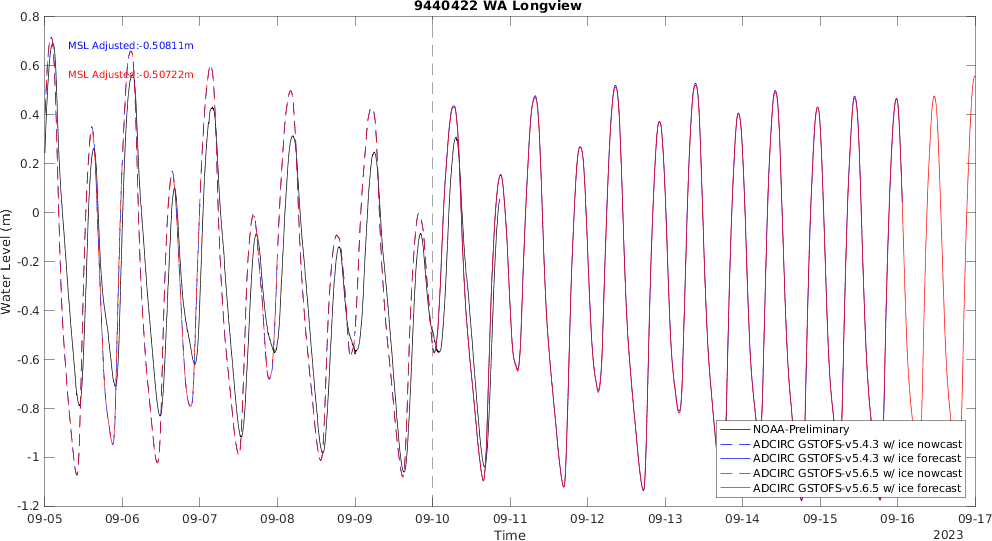 9440422 WA Longview
MSL Adjusted:-0.50811m
MSL Adjusted:-0.50722m
Water Level (m)
0.8
0.6
0.4
0.2
0
-0.2
-0.4
-0.6
-0.8
-1
-1.2
NOAA-Preliminary
ADCIRC GSTOFS-v5.4.3 w/ ice nowcast
ADCIRC GSTOFS-v5.4.3 w/ ice forecast
ADCIRC GSTOFS-v5.6.5 w/ ice nowcast
ADCIRC GSTOFS-v5.6.5 w/ ice forecast
09-05 09-06 09-07 09-08 09-09 09-10 09-11 09-12 09-13 09-14 09-15 09-16 09-17
Time
2023